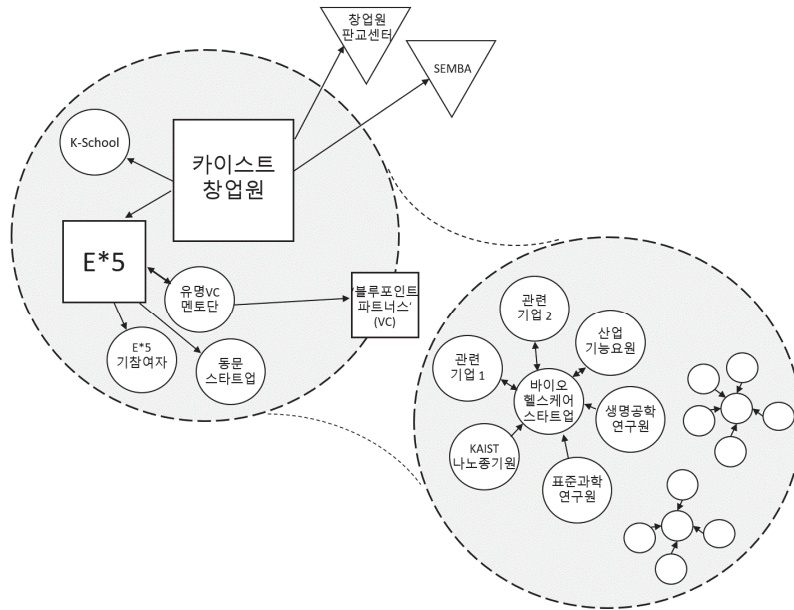 창업원
판교센터
SEMBA
K-School
카이스트
창업원
E*5
유명VC
멘토단
'블루포인트
파트너스'
(VC)
E*5
기참여자
동문
스타트업
관련
기업 2
산업
기능요원
관련
기업 1
바이오
헬스케어
스타트업
생명공학
연구원
KAIST
나노종기원
표준과학
연구원